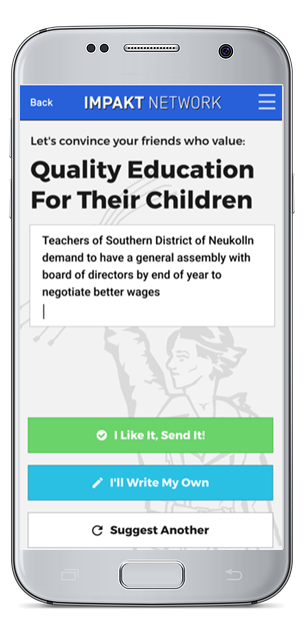 Back
IMPAKT NETWORK
Let's convince your friends who value:
Quality Education
For Their Children
Teachers of Southern District of Neukolln
demand to have a general assembly with
board of directors by end of year to
negotiate better wages
I Like It, Send It!
I'll Write My Own
Suggest Another